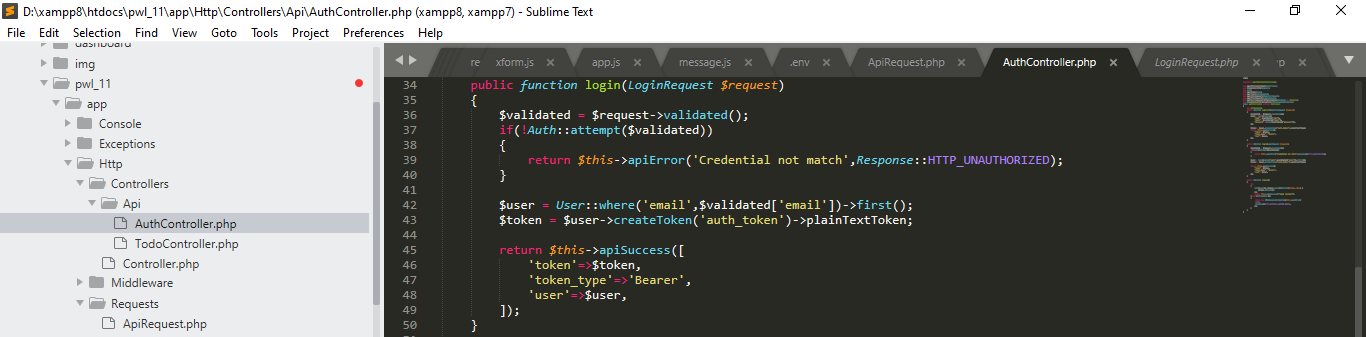 D:\xampp8\htdocs\pwl_11\app\Http\Controllers\Api\AuthController.php (xampp8, xampp7) - Sublime Text
File Edit Selection Find View Goto Tools Project Preferences Help
dashboard
img
pwl_11
app
Console
Exceptions
Http
Controllers
Api
AuthController.php
TodoController.php
Controller.php
Middleware
Requests
ApiRequest.php
re xform.js × app.js × message.js × .env × ApiRequest.php × AuthController.php × LoginRequest.php × p ×
34 public function login(LoginRequest $request)
35 {
36 $validated = $request->validated();
37 if(!Auth::attempt($validated))
38 {
39 return $this->apiError('Credential not match',Response::HTTP_UNAUTHORIZED);
40 }
41
42 $user = User::where('email',$validated['email'])->first();
43 $token = $user->createToken('auth_token')->plainTextToken;
44
45 return $this->apiSuccess([
46 'token'=>$token,
47 'token_type'=>'Bearer',
48 'user'=>$user,
49 ]);
50 }